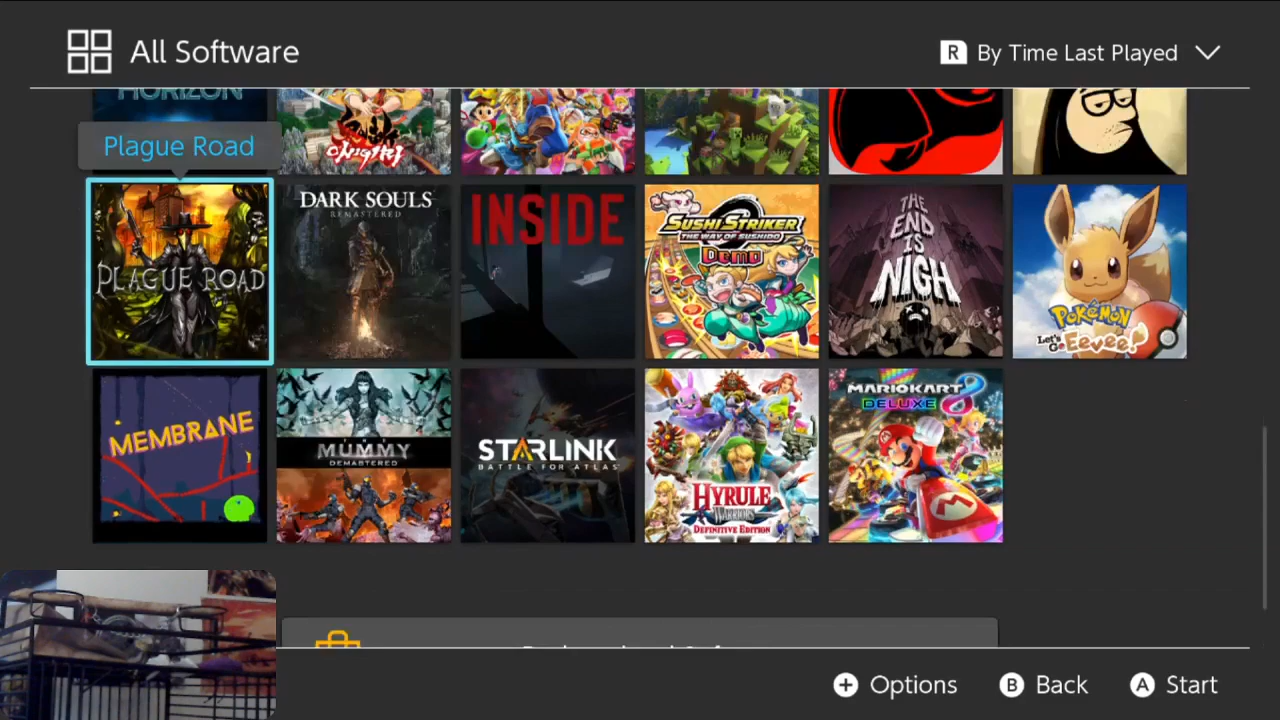 All Software
R By Time Last Played
HORIZON
ONIGIRI
Plague Road
PLAGUE ROAD
DARK SOULS
REMASTERED
INSIDE
SUSHI STRIKER
THE WAY OF SUSHIDO
Demo
THE
END
IS
NIGH
POKÉMON
Let's Go Eevee!
MEMBRANE
THE
MUMMY
DEMASTERED
STARLINK
BATTLE FOR ATLAS
HYRULE
WARRIORS
DEFINITIVE EDITION
MARIOKART 8
DELUXE
+ Options
B Back
A Start